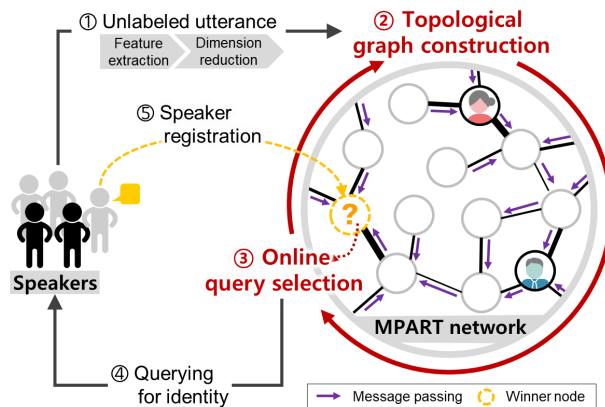 ① Unlabeled utterance
Feature
extraction
Dimension
reduction
② Topological
graph construction
⑤ Speaker
registration
?
③ Online
query selection
Speakers
MPART network
④ Querying
for identity
Message passing
Winner node